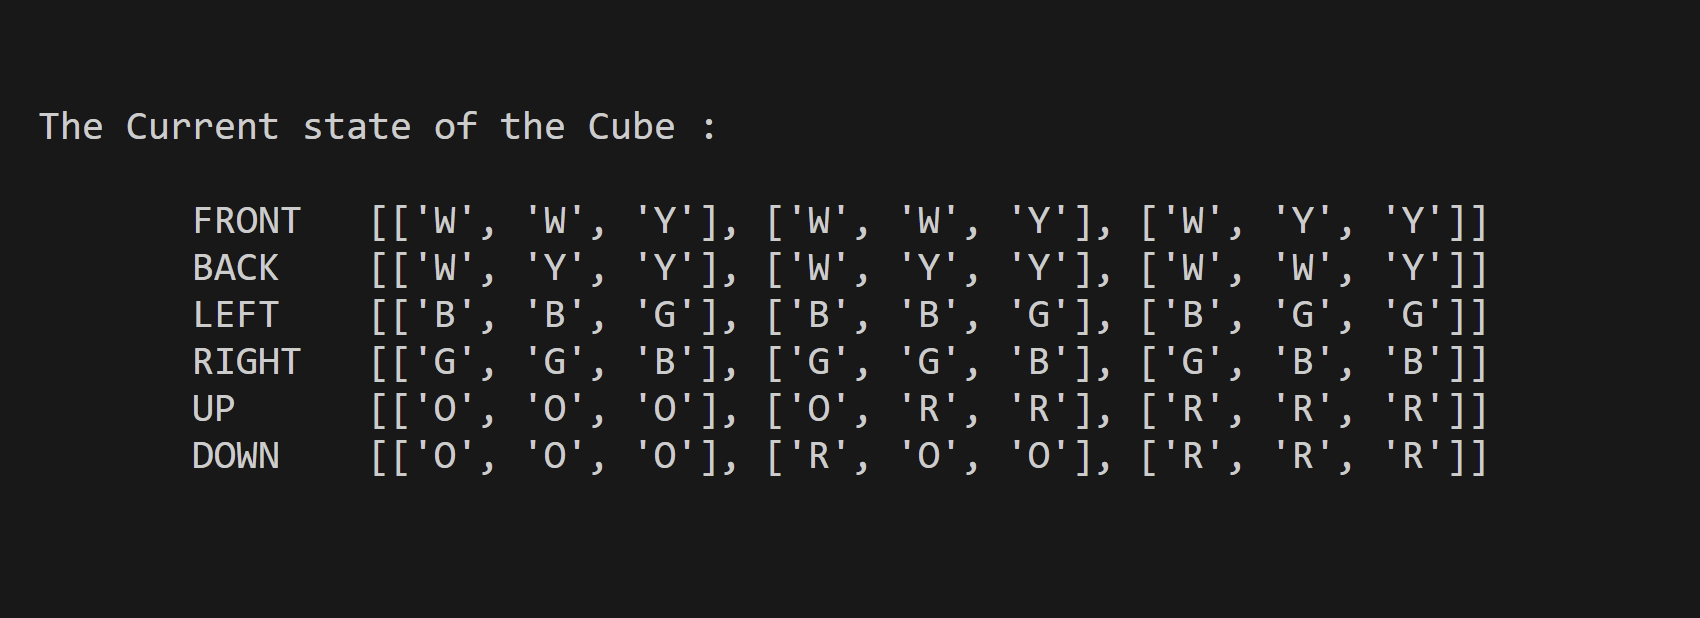 The Current state of the Cube :
FRONT [['W', 'W', 'Y'], ['W', 'W', 'Y'], ['W', 'Y', 'Y']]
BACK [['W', 'Y', 'Y'], ['W', 'Y', 'Y'], ['W', 'W', 'Y']]
LEFT [['B', 'B', 'G'], ['B', 'B', 'G'], ['B', 'G', 'G']]
RIGHT [['G', 'G', 'B'], ['G', 'G', 'B'], ['G', 'B', 'B']]
UP [['O', 'O', 'O'], ['O', 'R', 'R'], ['R', 'R', 'R']]
DOWN [['O', 'O', 'O'], ['R', 'O', 'O'], ['R', 'R', 'R']]